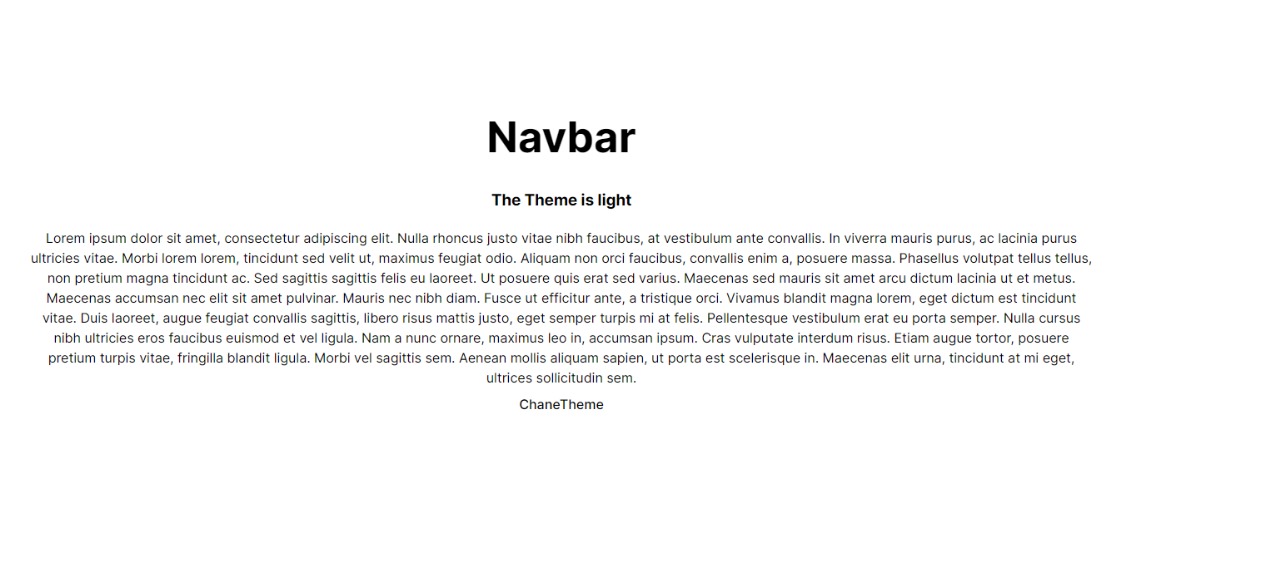 Navbar
The Theme is light
Lorem ipsum dolor sit amet, consectetur adipiscing elit. Nulla rhoncus justo vitae nibh faucibus, at vestibulum ante convallis. In viverra mauris purus, ac lacinia purus
ultricies vitae. Morbi lorem lorem, tincidunt sed velit ut, maximus feugiat odio. Aliquam non orci faucibus, convallis enim a, posuere massa. Phasellus volutpat tellus tellus,
non pretium magna tincidunt ac. Sed sagittis sagittis felis eu laoreet. Ut posuere quis erat sed varius. Maecenas sed mauris sit amet arcu dictum lacinia ut et metus.
Maecenas accumsan nec elit sit amet pulvinar. Mauris nec nibh diam. Fusce ut efficitur ante, a tristique orci. Vivamus blandit magna lorem, eget dictum est tincidunt
vitae. Duis laoreet, augue feugiat convallis sagittis, libero risus mattis justo, eget semper turpis mi at felis. Pellentesque vestibulum erat eu porta semper. Nulla cursus
nibh ultricies eros faucibus euismod et vel ligula. Nam a nunc ornare, maximus leo in, accumsan ipsum. Cras vulputate interdum risus. Etiam augue tortor, posuere
pretium turpis vitae, fringilla blandit ligula. Morbi vel sagittis sem. Aenean mollis aliquam sapien, ut porta est scelerisque in. Maecenas elit urna, tincidunt at mi eget,
ultrices sollicitudin sem.
ChaneTheme